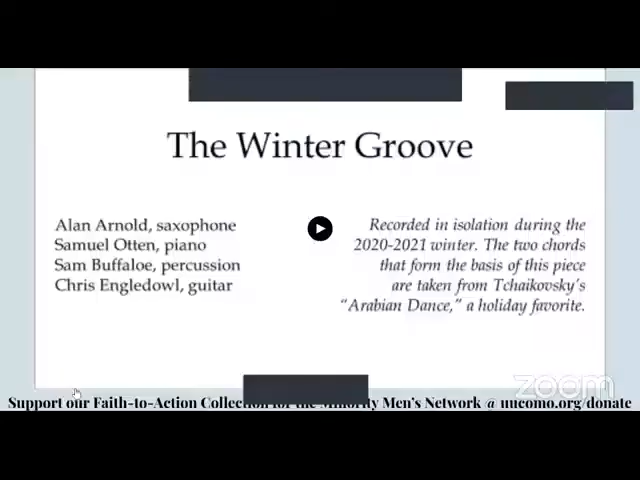 The Winter Groove
Alan Arnold, saxophone
Samuel Otten, piano
Sam Buffaloe, percussion
Chris Engledowl, guitar
Recorded in isolation during the
2020-2021 winter. The two chords
that form the basis of this piece
are taken from Tchaikovsky's
“Arabian Dance,” a holiday favorite.
zoom
Support our Faith-to-Action Collection for the Minority Men's Network @ uucomo.org/donate